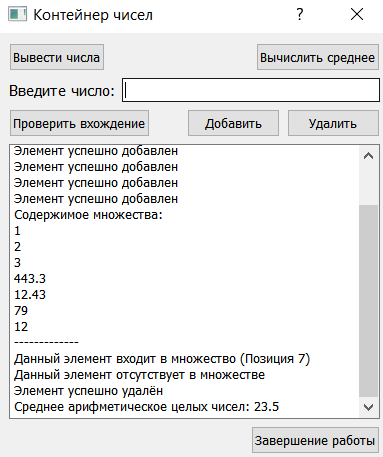 Контейнер чисел
Вывести числа
Вычислить среднее
Введите число:
Проверить вхождение
Добавить
Удалить
Элемент успешно добавлен
Элемент успешно добавлен
Элемент успешно добавлен
Элемент успешно добавлен
Содержимое множества:
1
2
3
443.3
12.43
79
12
-------------
Данный элемент входит в множество (Позиция 7)
Данный элемент отсутствует в множестве
Элемент успешно удалён
Среднее арифметическое целых чисел: 23.5
Завершение работы